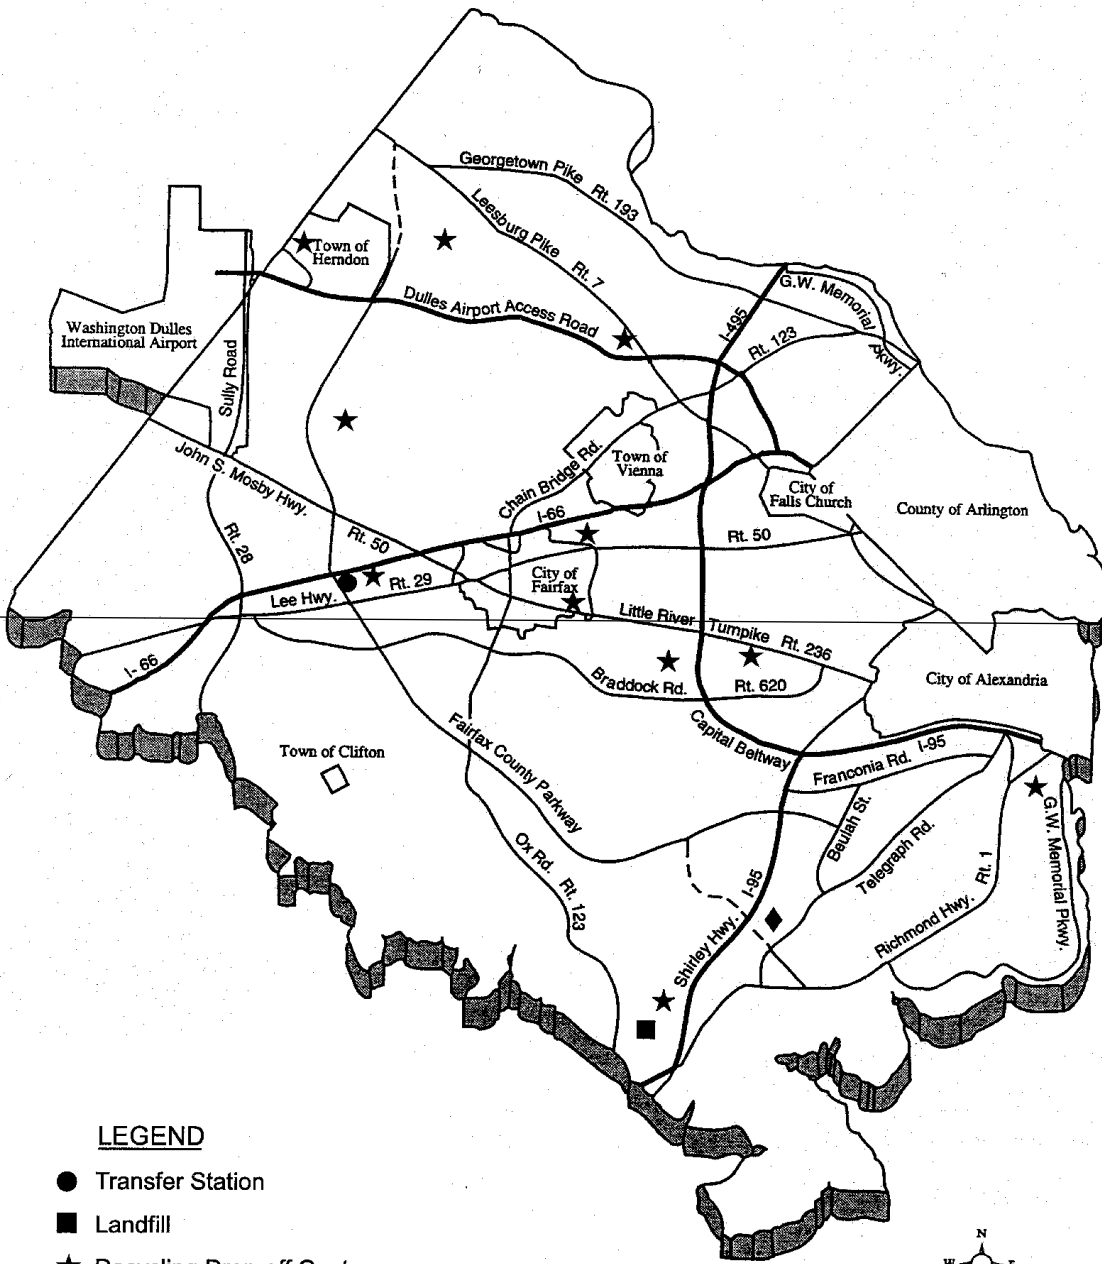 Georgetown Pike Rt. 193
Leesburg Pike Rt. 7
Town of
Herndon
G.W. Memorial Pkwy.
Dulles Airport Access Road
I-495
Rt. 123
Washington Dulles
International Airport
Sully Road
John S. Mosby Hwy.
Rt. 50
Chain Bridge Rd.
Town of
Vienna
City of
Falls Church
County of Arlington
I-66
Rt. 50
Rt. 28
City of
Fairfax
Lee Hwy.
Rt. 29
Little River Turnpike Rt. 236
I- 66
Braddock Rd.
Rt. 620
City of Alexandria
Town of Clifton
Fairfax County Parkway
Capital Beltway
I-95
Franconia Rd.
Beulah St.
Telegraph Rd.
Rt. 1
G.W. Memorial Pkwy.
Ox Rd. Rt. 123
I-95
Shirley Hwy.
Richmond Hwy.
LEGEND
Transfer Station
Landfill
Recycling Drop-off
N
W E